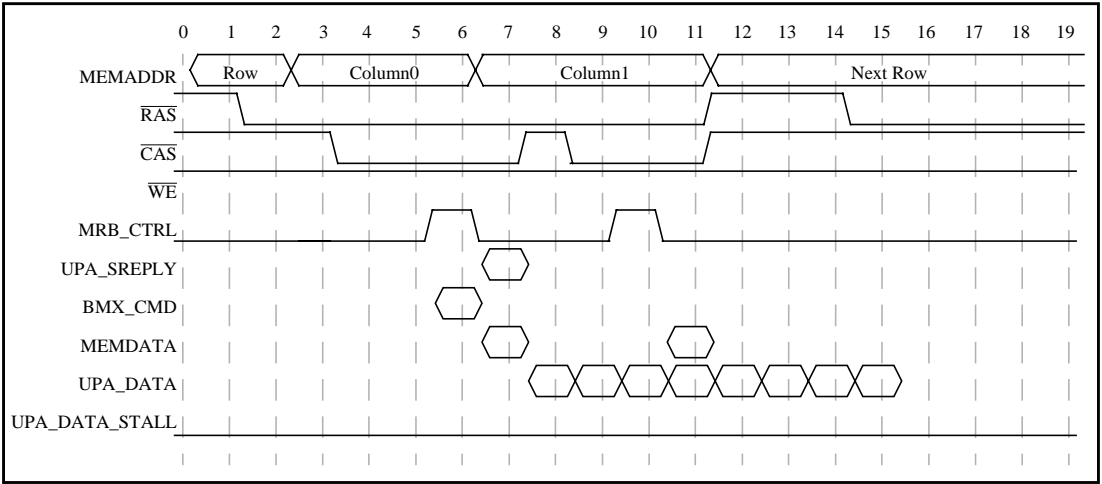 0 1 2 3 4 5 6 7 8 9 10 11 12 13 14 15 16 17 18 19
MEMADDR Row Column0 Column1 Next Row
RAS
CAS
WE
MRB_CTRL
UPA_SREPLY
BMX_CMD
MEMDATA
UPA_DATA
UPA_DATA_STALL